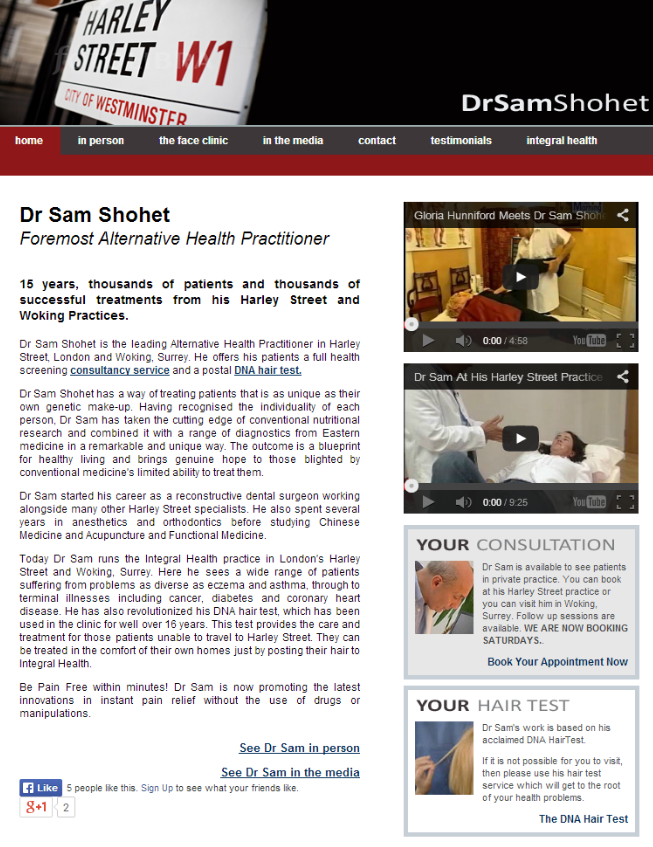 HARLEY
STREET W1
CITY OF WESTMINSTER
DrSamShohet
home in person the face clinic in the media contact testimonials integral health
Dr Sam Shohet
Foremost Alternative Health Practitioner
15 years, thousands of patients and thousands of
successful treatments from his Harley Street and
Woking Practices.
Dr Sam Shohet is the leading Alternative Health Practitioner in Harley
Street, London and Woking, Surrey. He offers his patients a full health
screening consultancy service and a postal DNA hair test.
Dr Sam Shohet has a way of treating patients that is as unique as their
own genetic make-up. Having recognised the individuality of each
person, Dr Sam has taken the cutting edge of conventional nutritional
research and combined it with a range of diagnostics from Eastern
medicine in a remarkable and unique way. The outcome is a blueprint
for healthy living and brings genuine hope to those blighted by
conventional medicine's limited ability to treat them.
Dr Sam started his career as a reconstructive dental surgeon working
alongside many other Harley Street specialists. He also spent several
years in anesthetics and orthodontics before studying Chinese
Medicine and Acupuncture and Functional Medicine.
Today Dr Sam runs the Integral Health practice in London's Harley
Street and Woking, Surrey. Here he sees a wide range of patients
suffering from problems as diverse as eczema and asthma, through to
terminal illnesses including cancer, diabetes and coronary heart
disease. He has also revolutionized his DNA hair test, which has been
used in the clinic for well over 16 years. This test provides the care and
treatment for those patients unable to travel to Harley Street. They can
be treated in the comfort of their own homes just by posting their hair to
Integral Health.
Be Pain Free within minutes! Dr Sam is now promoting the latest
innovations in instant pain relief without the use of drugs or
manipulations.
See Dr Sam in person
See Dr Sam in the media
Like 5 people like this. Sign Up to see what your friends like.
g+1 2
Gloria Hunniford Meets Dr Sam Shoh
0:00 / 4:58 YouTube
Dr Sam At His Harley Street Practice
0:00 / 9:25 YouTube
YOUR CONSULTATION
Dr Sam is available to see patients
in private practice. You can book
at his Harley Street practice or
you can visit him in Woking,
Surrey. Follow up sessions are
available. WE ARE NOW BOOKING
SATURDAYS..
Book Your Appointment Now
YOUR HAIR TEST
Dr Sam's work is based on his
acclaimed DNA HairTest.
If it is not possible for you to visit,
then please use his hair test
service which will get to the root
of your health problems.
The DNA Hair Test